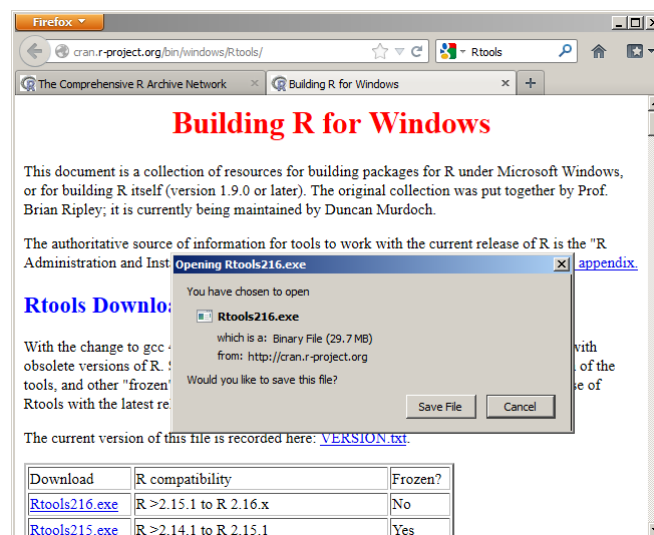 Firefox
cran.r-project.org/bin/windows/Rtools/
Rtools
The Comprehensive R Archive Network
Building R for Windows
Building R for Windows
This document is a collection of resources for building packages for R under Microsoft Windows,
or for building R itself (version 1.9.0 or later). The original collection was put together by Prof.
Brian Ripley; it is currently being maintained by Duncan
Murdoch.
The authoritative source of information for tools to work with the current release of R is the "R
Administration and Inst
appendix.
Opening Rtools216.exe
You have chosen to open
Rtools216.exe
which is a: Binary File (29.7 MB)
from: http://cran.r-project.org
Would you like to save this file?
Save File Cancel
Rtools Downlo
With the change to gcc
with
obsolete versions of R.
of the
tools, and other "frozen"
se of
Rtools with the latest rel
The current version of this file is recorded here: VERSION.txt.
Download R compatibility Frozen?
Rtools216.exe R >2.15.1 to R 2.16.x No
Rtools215.exe R >2.14.1 to R 2.15.1 Yes